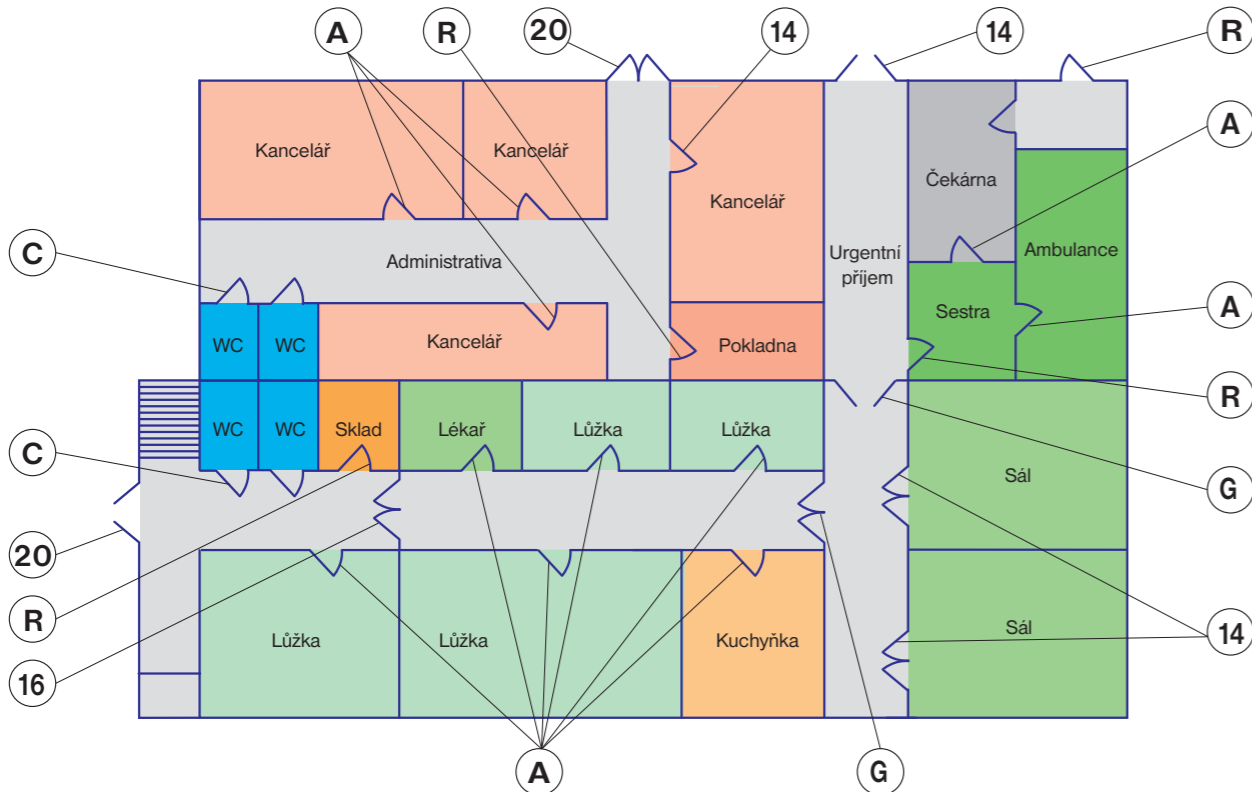 A
R
20
14
14
R
Kancelář
Kancelář
Kancelář
Čekárna
A
C
Administrativa
Urgentní
příjem
Ambulance
WC
WC
Kancelář
Pokladna
Sestra
A
R
C
WC
WC
Sklad
Lékař
Lůžka
Lůžka
Sál
G
20
R
16
Lůžka
Lůžka
Kuchyňka
Sál
14
A
G